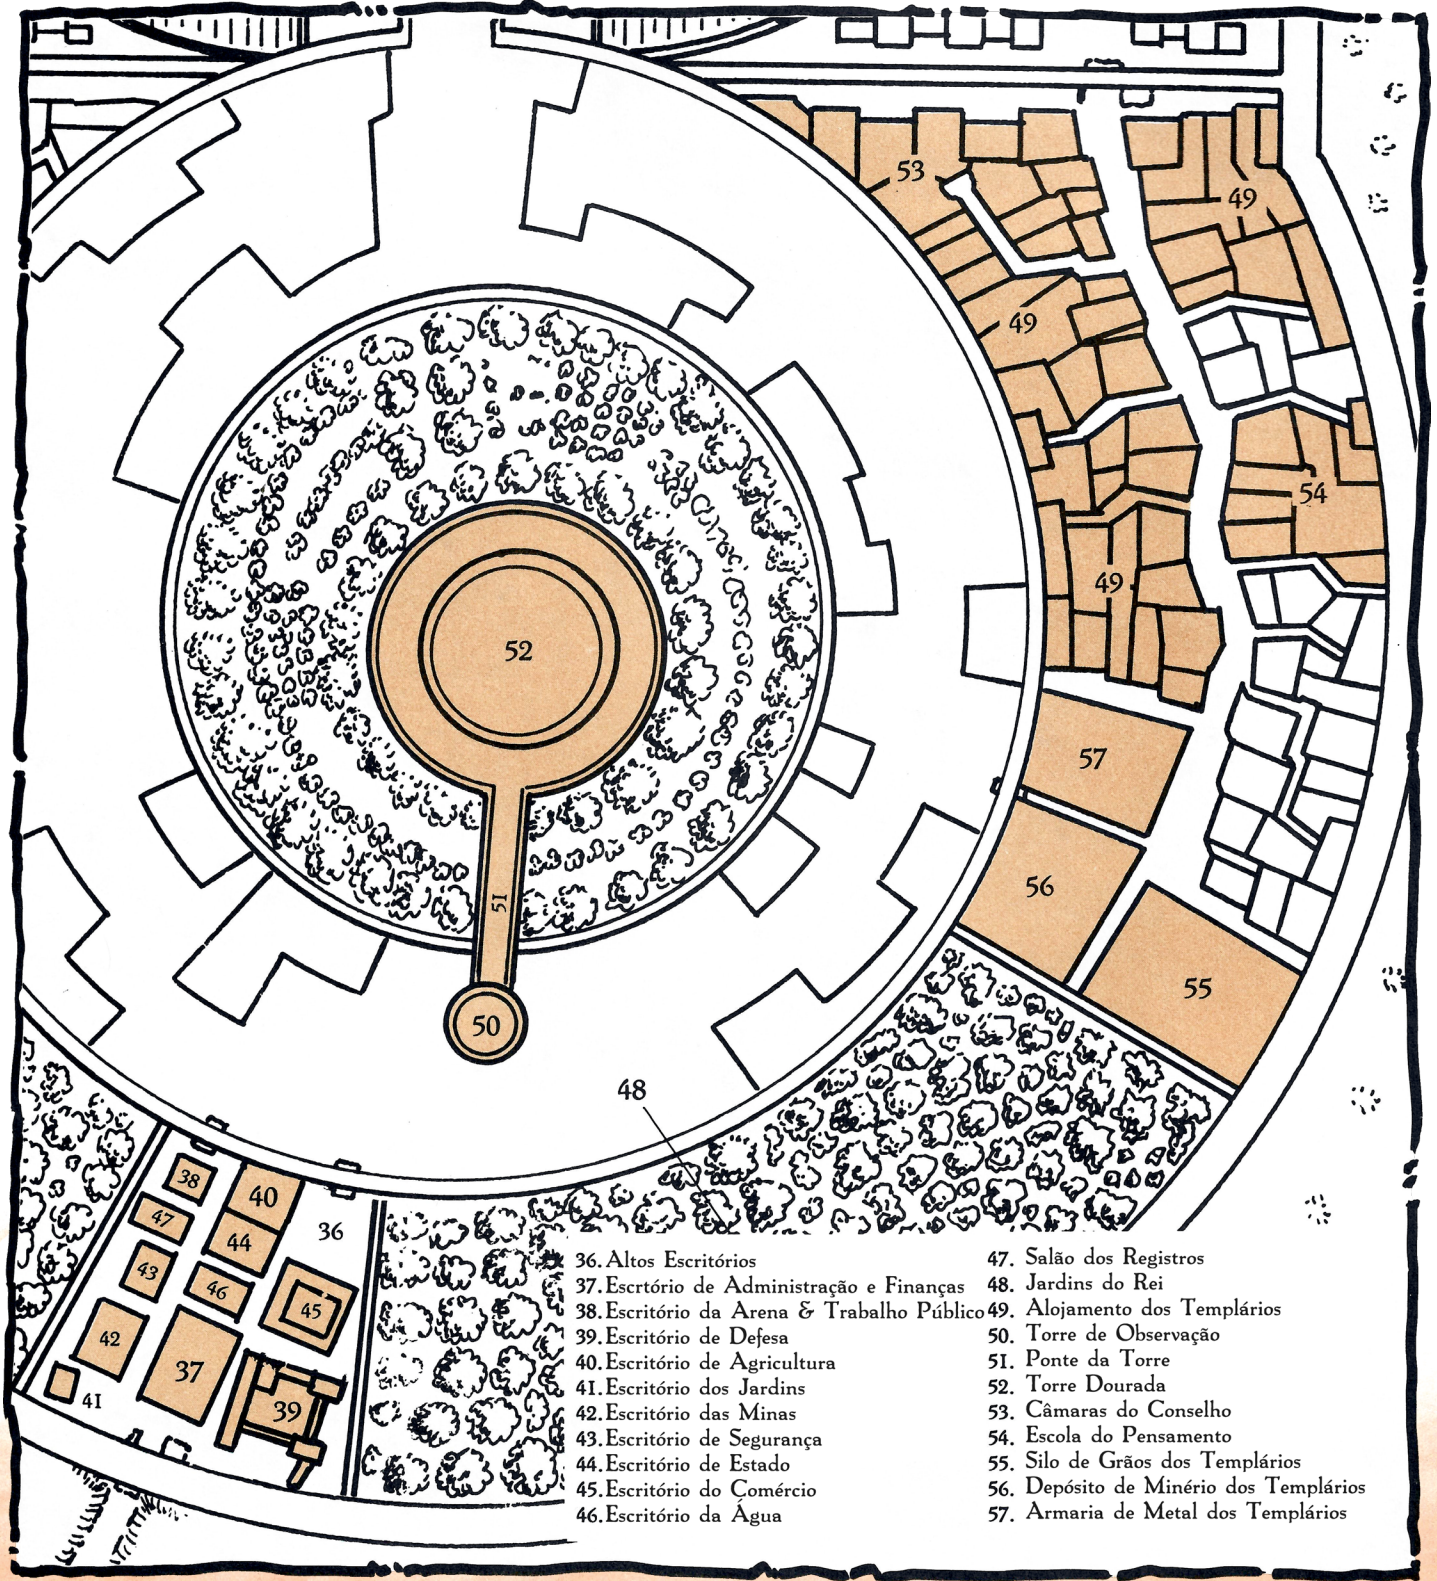 53
49
49
54
49
52
57
56
51
55
50
48
38
40
47
36
44
43
46
45
42
37
41
39
36. Altos Escritórios
37. Escrtório de Administração e Finanças
38. Escritório da Arena & Trabalho Público
39. Escritório de Defesa
40. Escritório de Agricultura
41. Escritório dos Jardins
42. Escritório das Minas
43. Escritório de Segurança
44. Escritório de Estado
45. Escritório do Comércio
46. Escritório da Água
47. Salão dos Registros
48. Jardins do Rei
49. Alojamento dos Templários
50. Torre de Observação
51. Ponte da Torre
52. Torre Dourada
53. Câmaras do Conselho
54. Escola do Pensamento
55. Silo de Grãos dos Templários
56. Depósito de Minério dos Templários
57. Armaria de Metal dos Templários